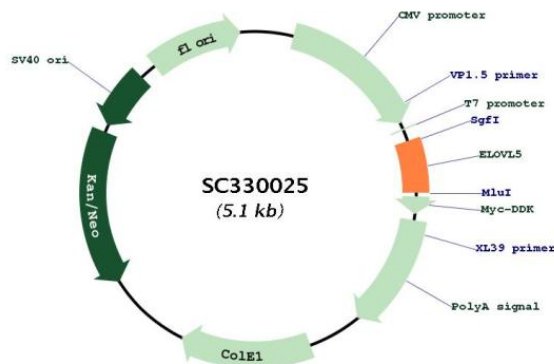 CMV promoter
VP1.5 primer
T7 promoter
SgfI
ELOVL5
MluI
Myc-DDK
XL39 primer
PolyA signal
ColE1
Kan/Neo
SV40 ori
f1 ori
SC330025
(5.1 kb)